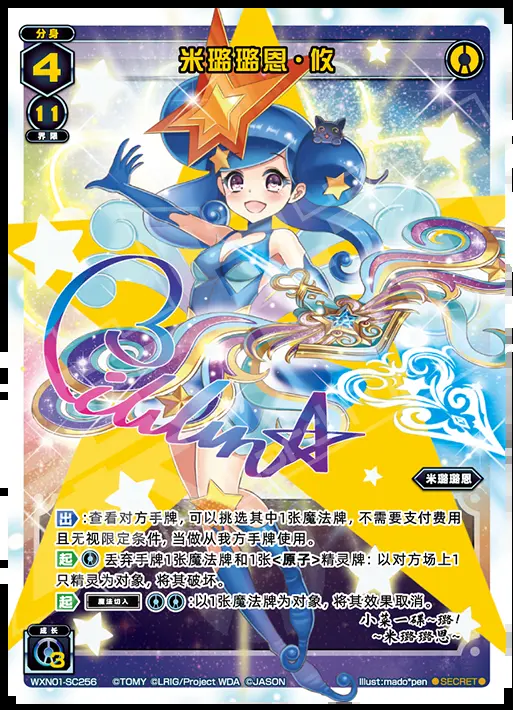 分身
4
米璐璐恩·攸
11
界限
米璐璐恩
出:查看对方手牌，可以挑选其中1张魔法牌，不需要支付费用
且无视限定条件，当做从我方手牌使用。
起 丢弃手牌1张魔法牌和1张<原子>精灵牌：以对方场上1
只精灵为对象，将其破坏。
起 魔法切入 :以1张魔法牌为对象，将其效果取消。
小菜一碟~璐!
~米璐璐恩~
成长
3
WXN01-SC256 ©TOMY ©LRIG/Project WDA ©JASON Illust:mado*pen ●SECRET●